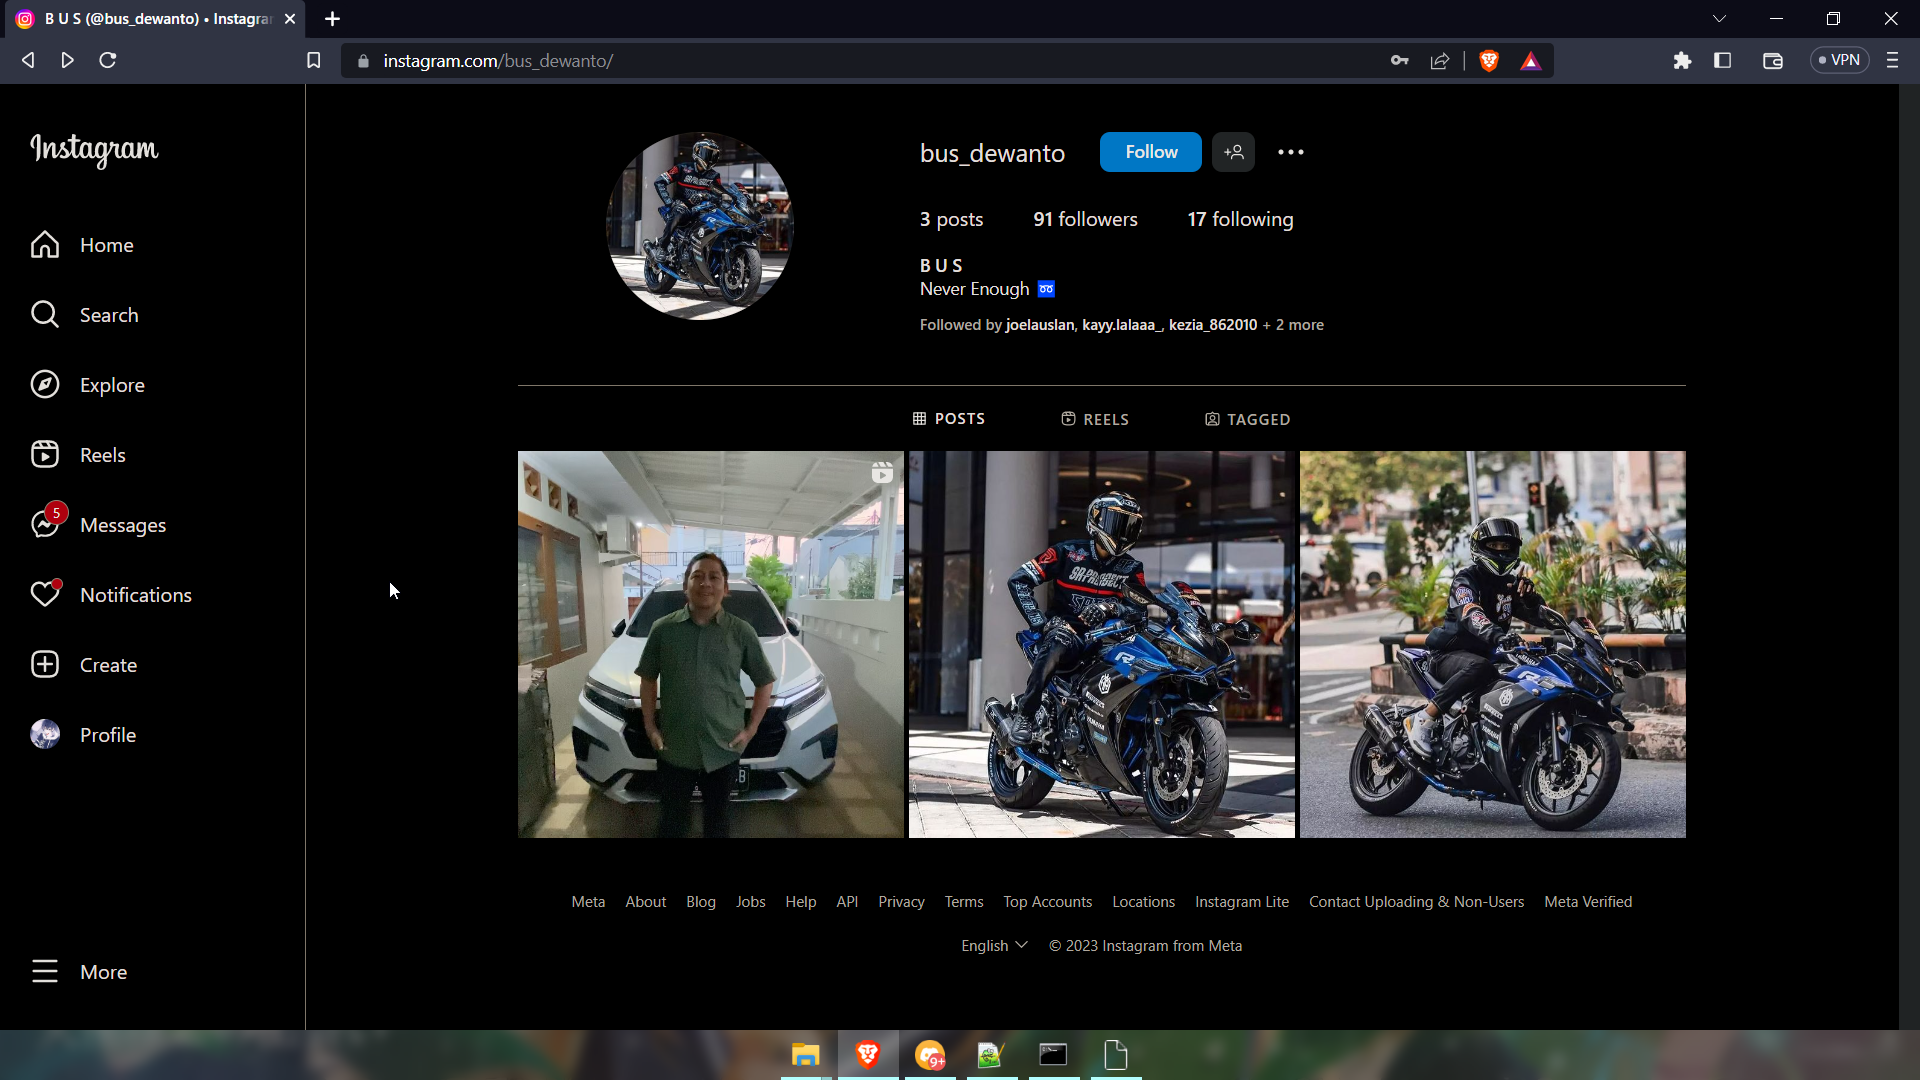 B U S (@bus_dewanto) • Instagra
instagram.com/bus_dewanto/
VPN
Instagram
Home
Search
Explore
Reels
5
Messages
Notifications
Create
Profile
More
bus_dewanto
Follow
3 posts
91 followers
17 following
B U S
Never Enough ➿
Followed by joelauslan, kayy.lalaaa_, kezia_862010 + 2 more
POSTS
REELS
TAGGED
Meta
About
Blog
Jobs
Help
API
Privacy
Terms
Top Accounts
Locations
Instagram Lite
Contact Uploading & Non-Users
Meta Verified
English
© 2023 Instagram from Meta
9+